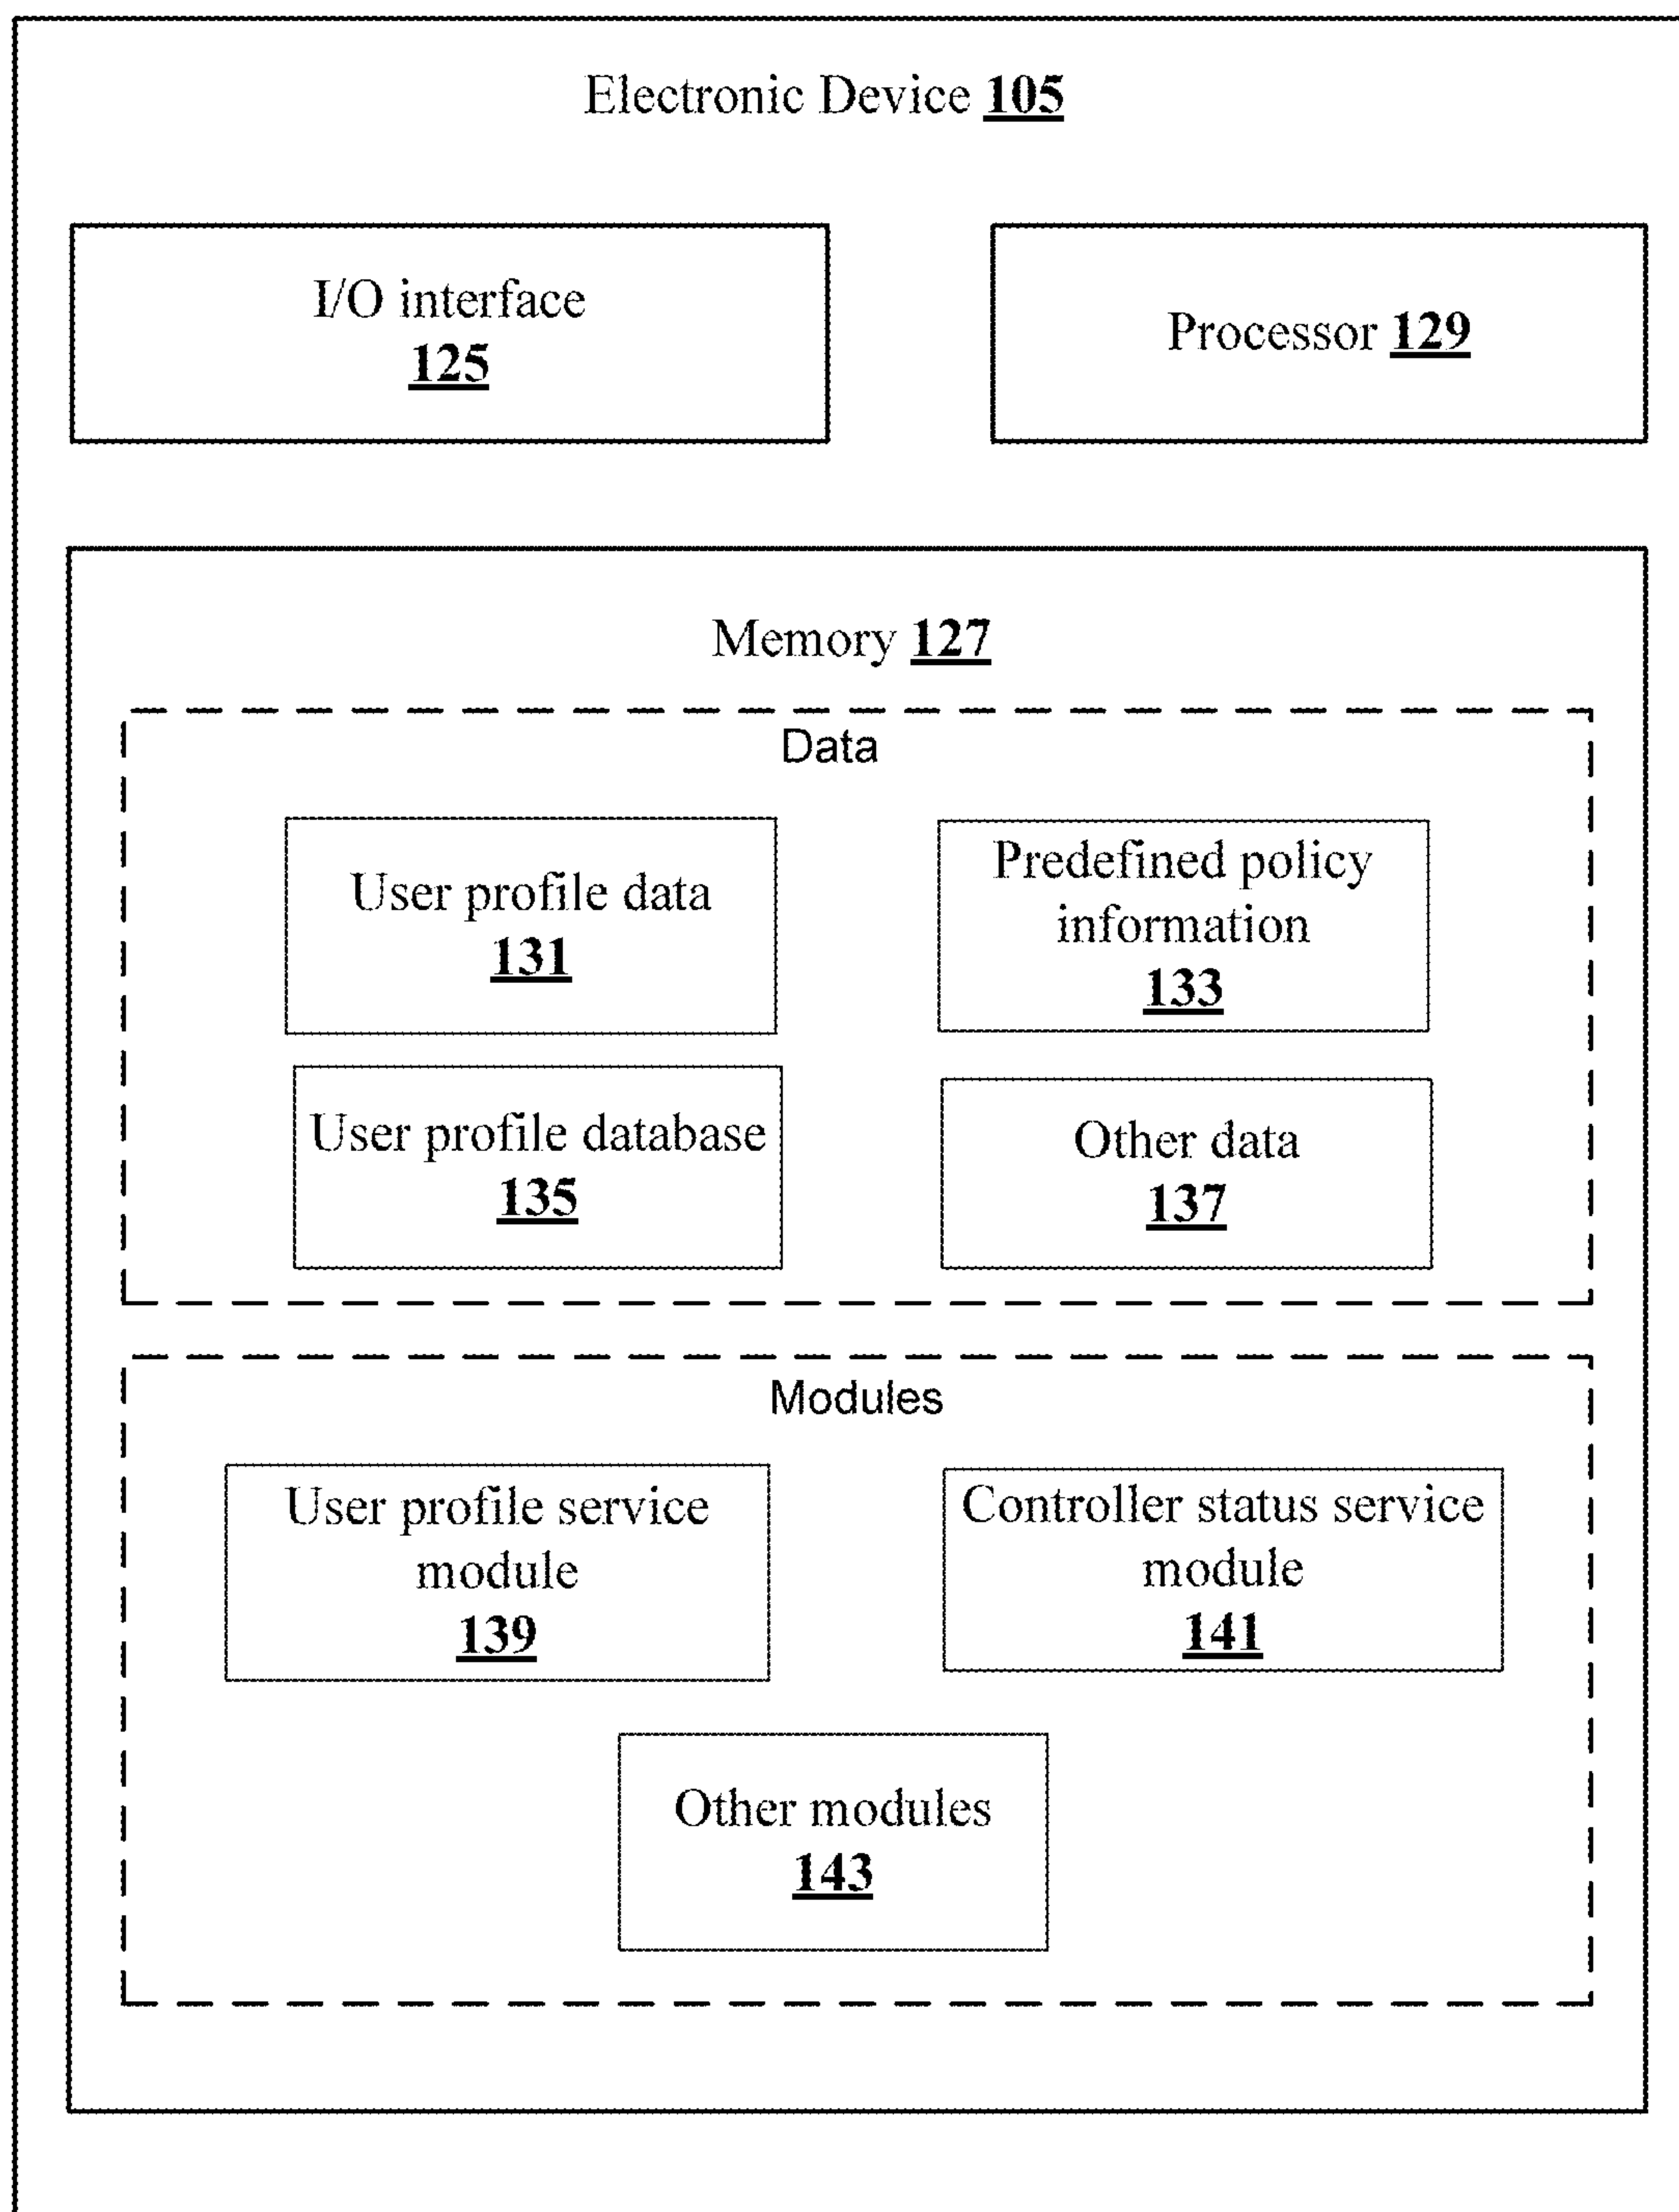 Electronic Device 105
I/O interface
125
Processor 129
Memory 127
Data
User profile data
131
Predefined policy
information
133
User profile database
135
Other data
137
Modules
User profile service
module
139
Controller status service
module
141
Other modules
143